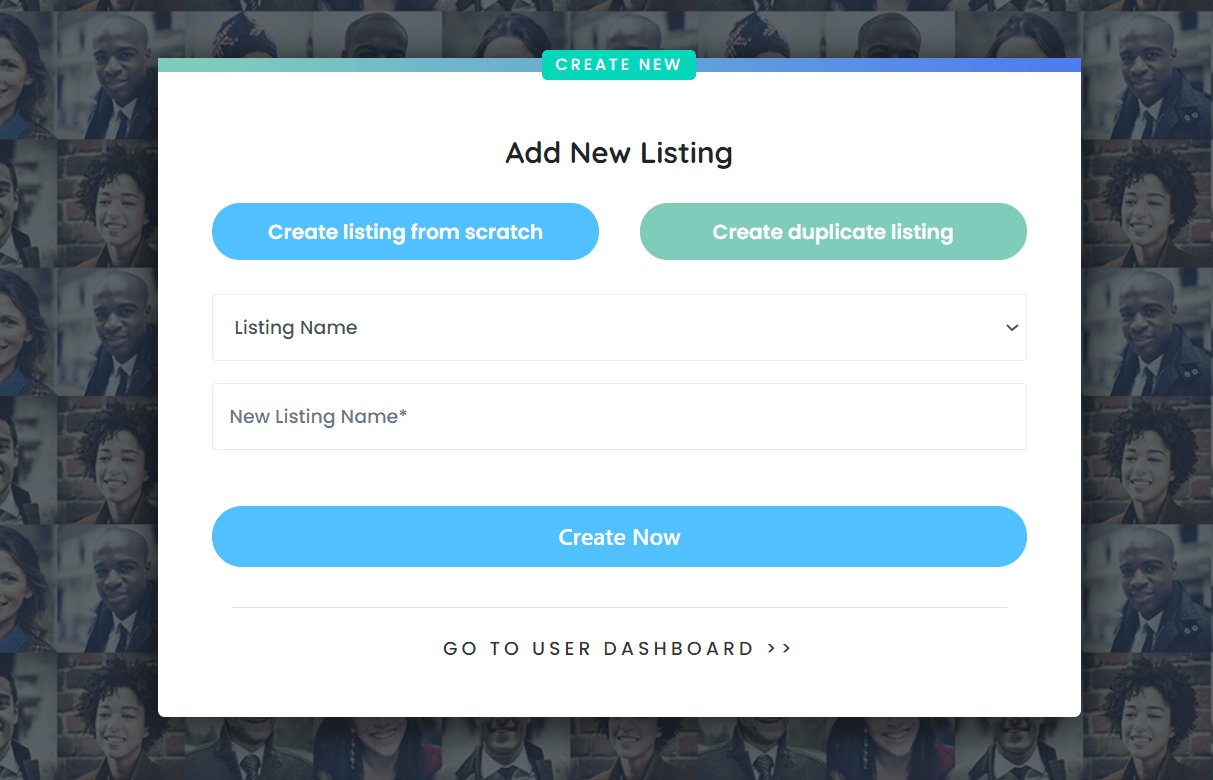 CREATE NEW
Add New Listing
Create listing from scratch
Create duplicate listing
Listing Name
New Listing Name*
Create Now
GO TO USER DASHBOARD >>